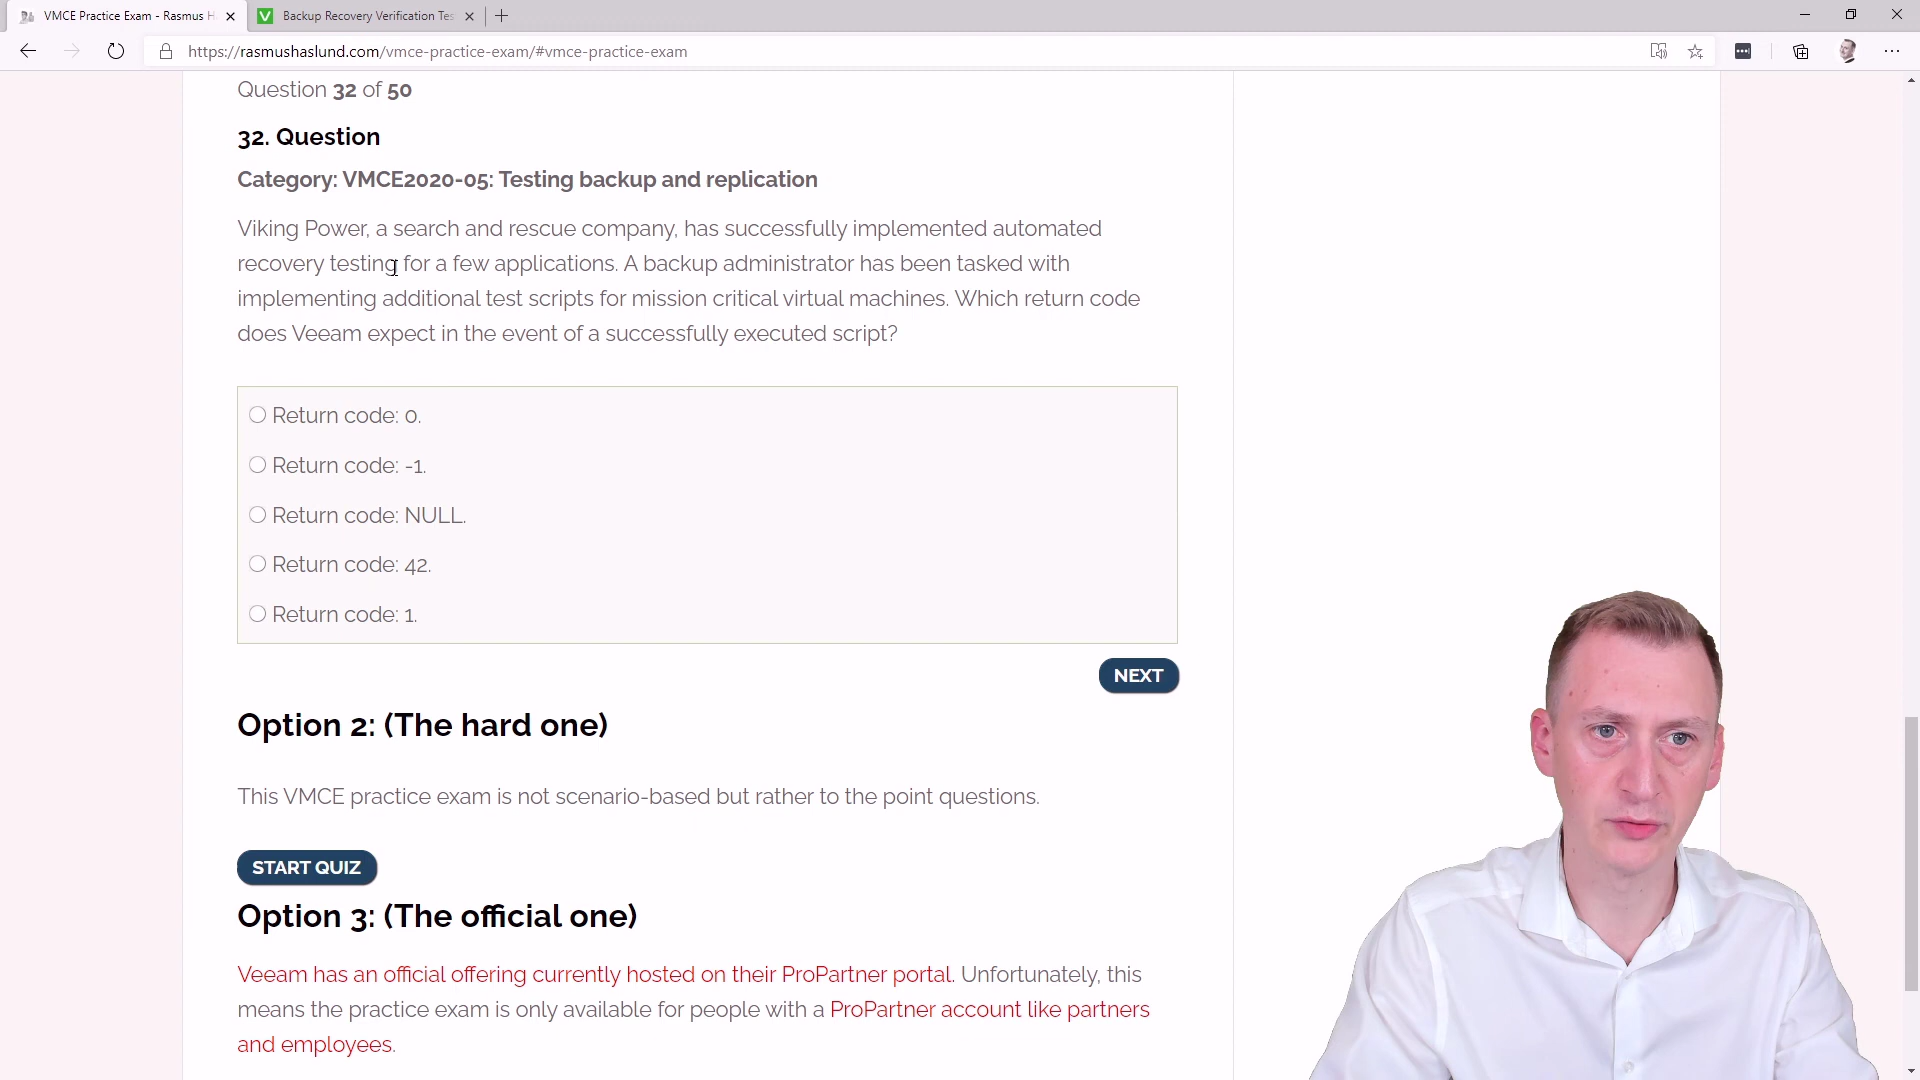 VMCE Practice Exam - Rasmus H
Backup Recovery Verification Tes
https://rasmushaslund.com/vmce-practice-exam/#vmce-practice-exam
Question 32 of 50
32. Question
Category: VMCE2020-05: Testing backup and replication
Viking Power, a search and rescue company, has successfully implemented automated
recovery testing for a few applications. A backup administrator has been tasked with
implementing additional test scripts for mission critical virtual machines. Which return code
does Veeam expect in the event of a successfully executed script?
Return code: 0.
Return code: -1.
Return code: NULL.
Return code: 42.
Return code: 1.
NEXT
Option 2: (The hard one)
This VMCE practice exam is not scenario-based but rather to the point questions.
START QUIZ
Option 3: (The official one)
Veeam has an official offering currently hosted on their ProPartner portal. Unfortunately, this
means the practice exam is only available for people with a ProPartner account like partners
and employees.